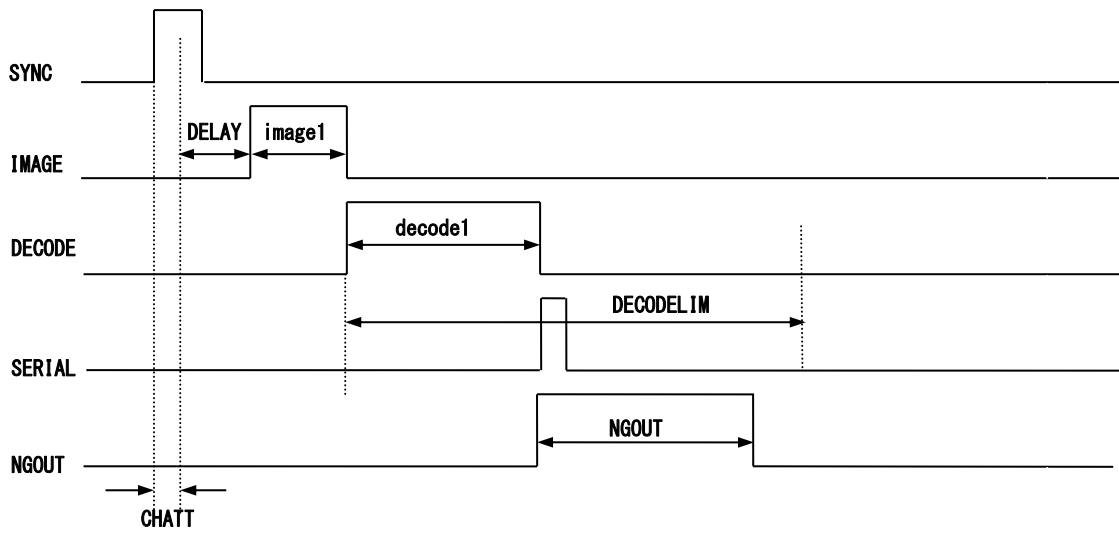 SYNC
DELAY image1
IMAGE
decode1
DECODE
DECODELIM
SERIAL
NGOUT
NGOUT
CHATT